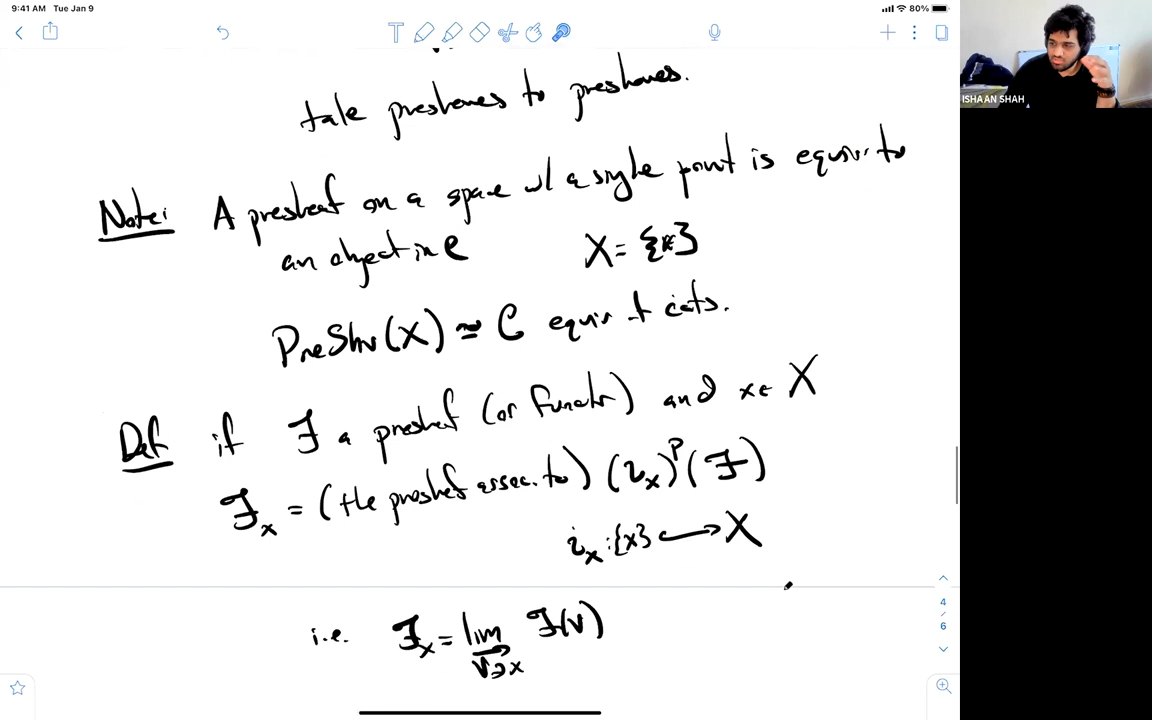 9:41 AM Tue Jan 9
80%
ISHAAN SHAH
take presheaves to presheaves.
Note: A presheaf on a space w/ a single point is equiv. to
an object in C X = {*}
PreShv(X) ≃ C equiv of cats.
Def if F a presheaf (or functor) and x ∈ X
F_x = (the presheaf assoc. to) (i_x)^p (F)
i_x : {x} ↪ X
4
/
6
i.e. F_x = lim F(V)
V∋x